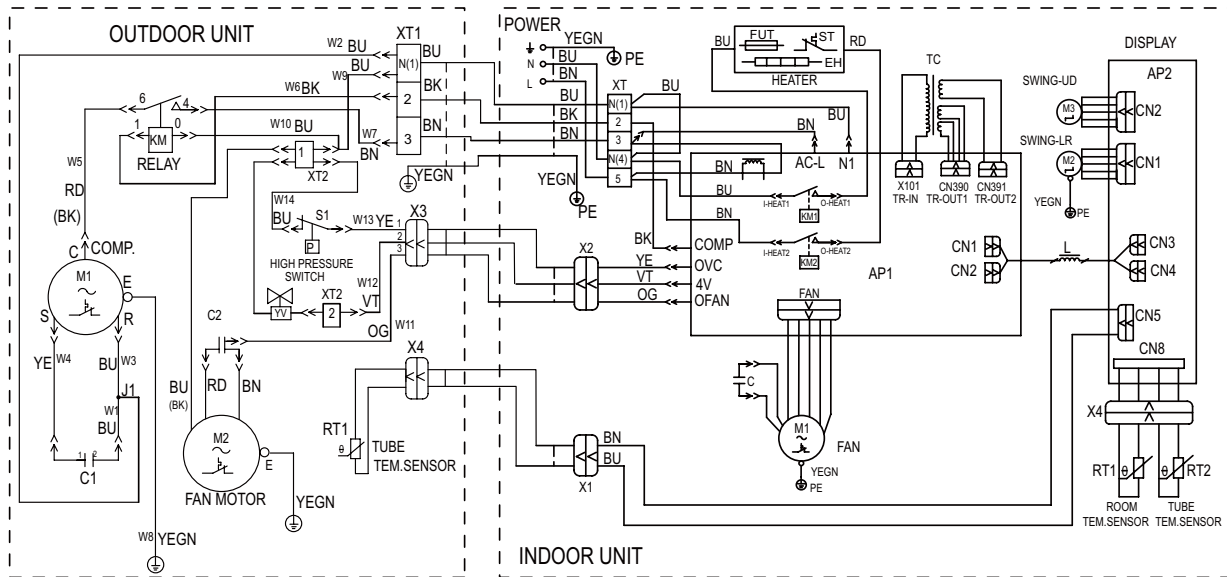 OUTDOOR UNIT
XT1
W2
BU
BU
N(1)
W9
BU
W6
BK
BK
2
6
4
1
0
KM
RELAY
W10
BU
W7
BN
BN
3
YEGN
1
XT2
W5
RD
(BK)
C
COMP.
M1
E
S
R
YE
W4
BU
W3
J1
W1
BU
1
2
C1
W8
YEGN
W14
BU
S1
P
W13
YE
1
2
3
X3
HIGH PRESSURE
SWITCH
YV
XT2
2
W12
VT
C2
OG
W11
BU
(BK)
RD
BN
M2
E
FAN MOTOR
YEGN
X4
RT1
θ
TUBE
TEM.SENSOR
POWER
YEGN
PE
N
BU
L
BN
XT
BU
BU
N(1)
BK
2
BN
3
N(4)
5
YEGN
PE
BU
FUT
ST
RD
EH
HEATER
BU
BN
AC-L
N1
BN
BU
I-HEAT1
O-HEAT1
KM1
BN
I-HEAT2
O-HEAT2
KM2
BK
COMP
X2
YE
OVC
VT
4V
OG
OFAN
AP1
TC
X101
TR-IN
CN390
TR-OUT1
CN391
TR-OUT2
CN1
CN2
L
FAN
C
M1
FAN
YEGN
PE
BN
BU
X1
DISPLAY
AP2
SWING-UD
M3
CN2
SWING-LR
M2
CN1
YEGN
PE
CN3
CN4
CN5
CN8
X4
RT1
θ
θ
RT2
ROOM
TEM.SENSOR
TUBE
TEM.SENSOR
INDOOR UNIT